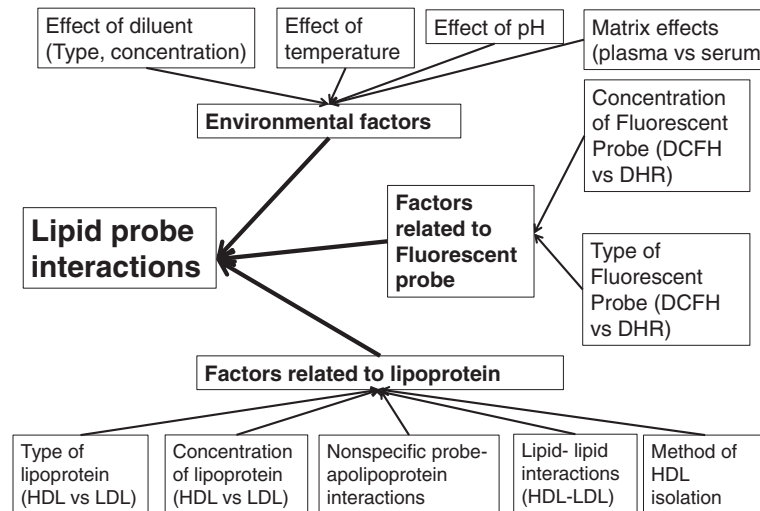 Effect of diluent
(Type, concentration)
Effect of
temperature
Effect of pH
Matrix effects
(plasma vs serum
Environmental factors
Concentration
of Fluorescent
Probe (DCFH
vs DHR)
Lipid probe
interactions
Factors
related to
Fluorescent
probe
Type of
Fluorescent
Probe (DCFH
vs DHR)
Factors related to lipoprotein
Type of
lipoprotein
(HDL vs LDL)
Concentration
of lipoprotein
(HDL vs LDL)
Nonspecific probe-
apolipoprotein
interactions
Lipid- lipid
interactions
(HDL-LDL)
Method of
HDL
isolation